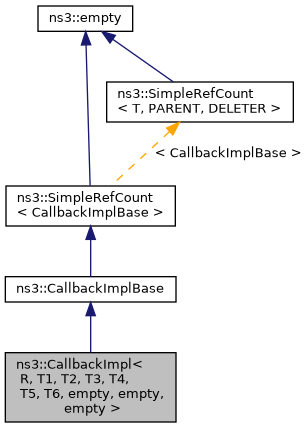 ns3::empty
ns3::SimpleRefCount
< T, PARENT, DELETER >
< CallbackImplBase >
ns3::SimpleRefCount
< CallbackImplBase >
ns3::CallbackImplBase
ns3::CallbackImpl<
R, T1, T2, T3, T4,
T5, T6, empty, empty,
empty >